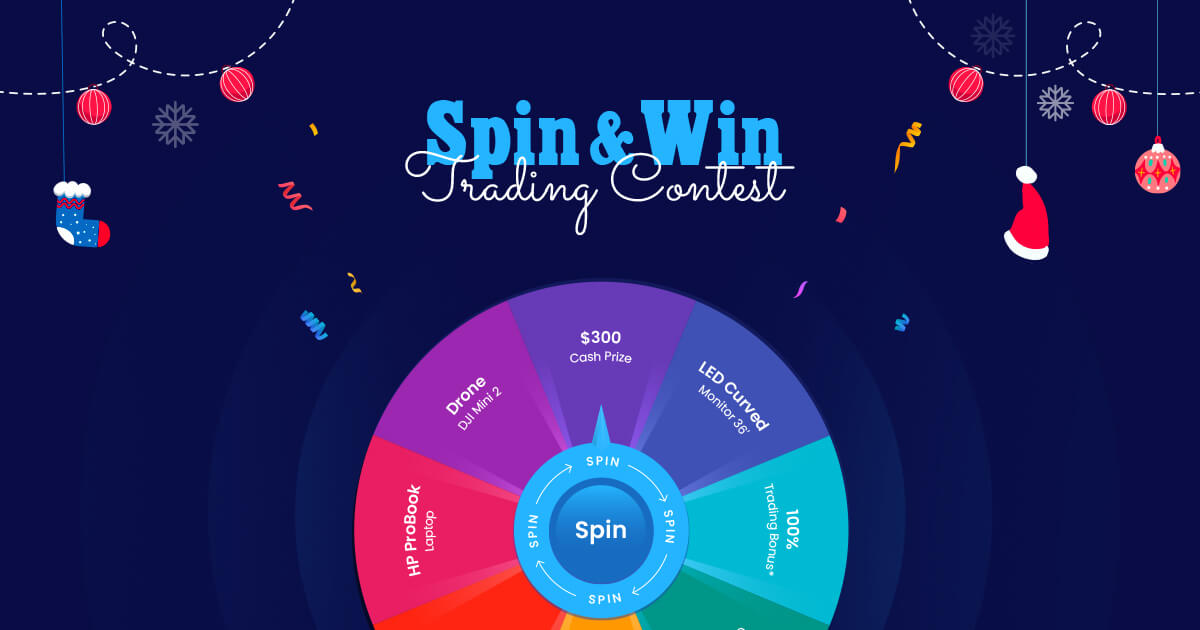 Spin & Win
Trading Contest
$300
Cash Prize
Drone
DJI Mini 2
LED Curved
Monitor 36'
HP ProBook
Laptop
100%
Trading Bonus*
SPIN
SPIN
SPIN
SPIN
Spin